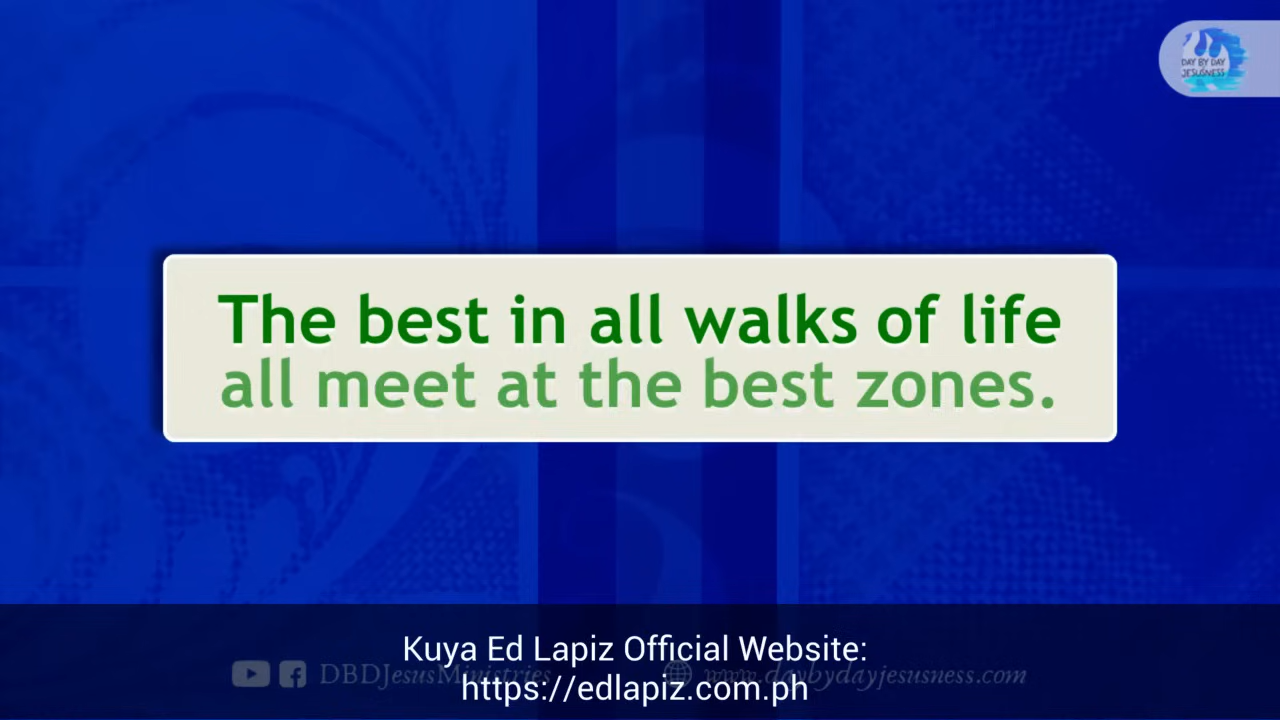 DAY BY DAY
JESUSNESS
The best in all walks of life
all meet at the best zones.
Kuya Ed Lapiz Official Website:
DBDJesusMinistries www.daybydayjesusness.com
https://edlapiz.com.ph